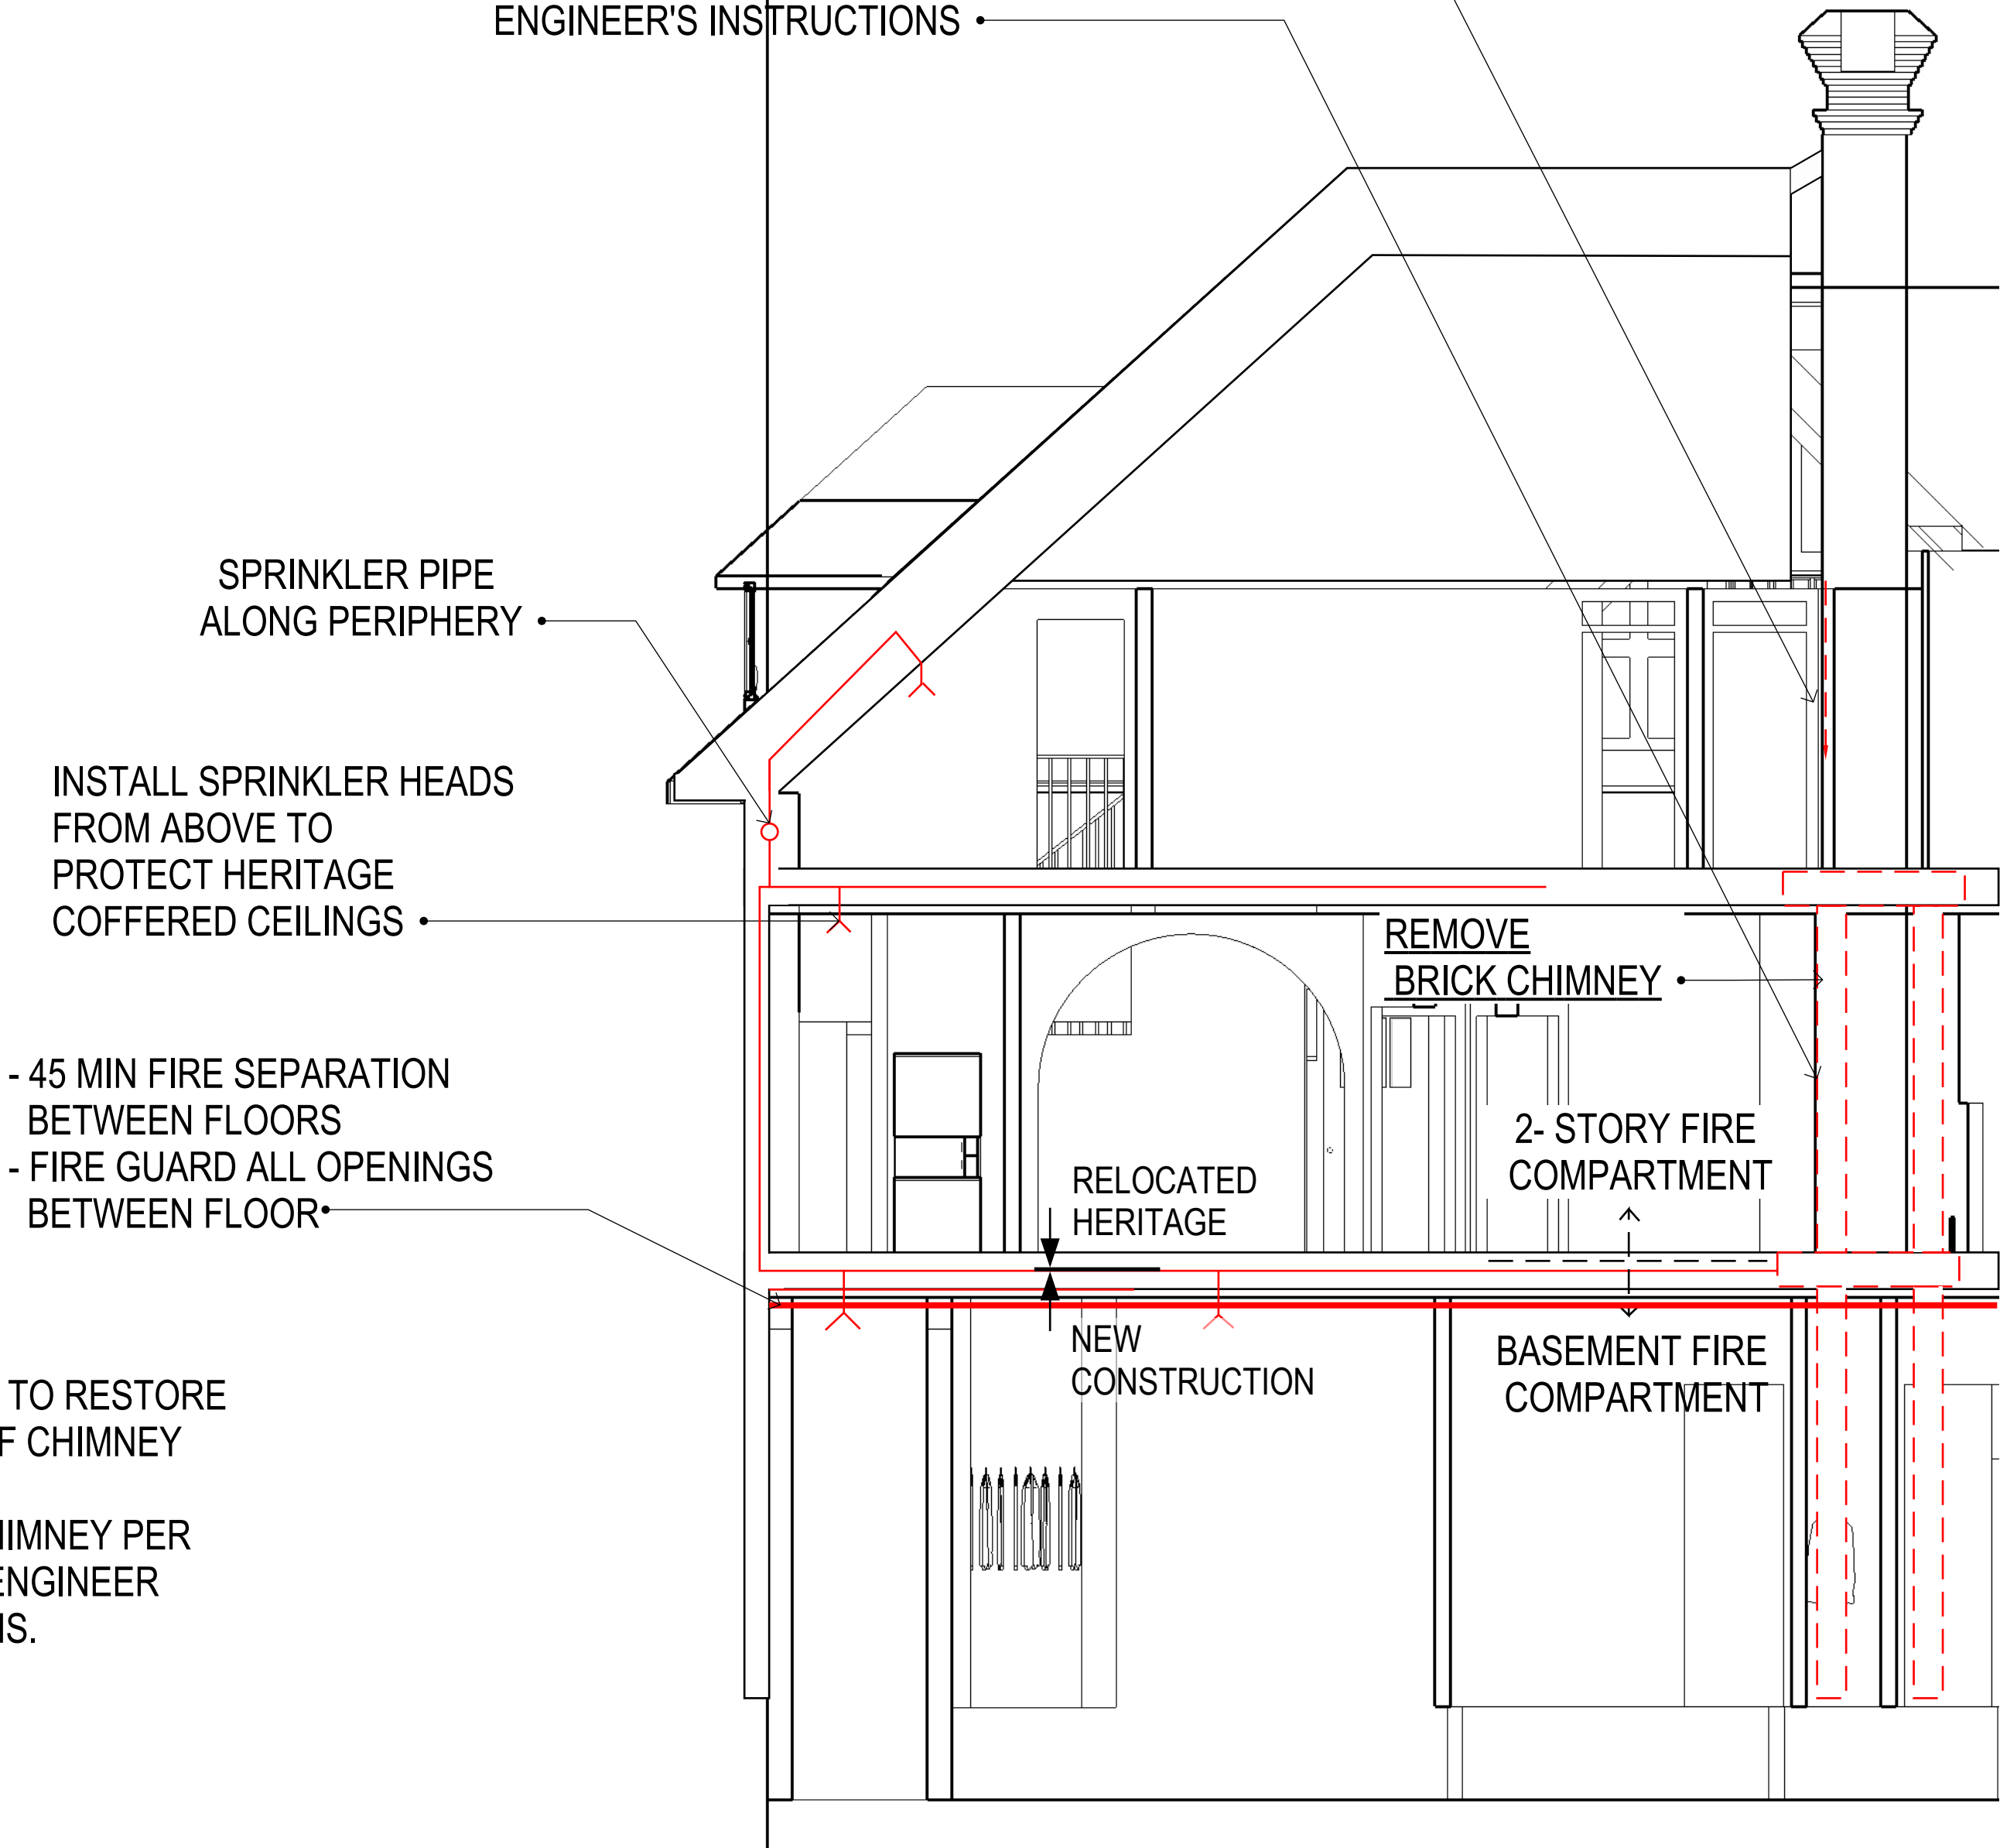 ENGINEER'S INSTRUCTIONS
SPRINKLER PIPE
ALONG PERIPHERY
INSTALL SPRINKLER HEADS
FROM ABOVE TO
PROTECT HERITAGE
COFFERED CEILINGS
REMOVE
BRICK CHIMNEY
- 45 MIN FIRE SEPARATION
BETWEEN FLOORS
- FIRE GUARD ALL OPENINGS
BETWEEN FLOOR
2- STORY FIRE
COMPARTMENT
RELOCATED
HERITAGE
NEW
CONSTRUCTION
BASEMENT FIRE
COMPARTMENT
TO RESTORE
CHIMNEY
PER
ENGINEER